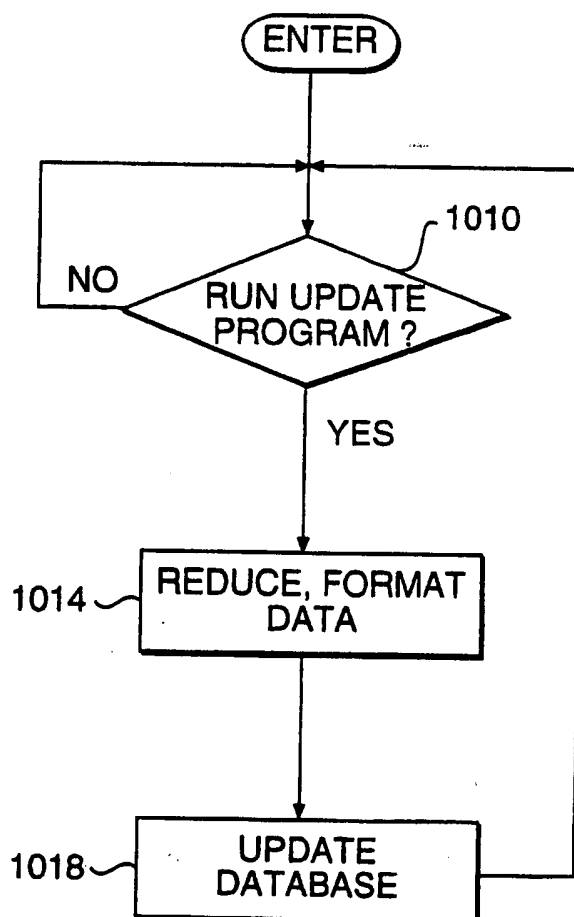 ENTER
1010
NO
RUN UPDATE
PROGRAM ?
YES
1014
REDUCE, FORMAT
DATA
1018
UPDATE
DATABASE